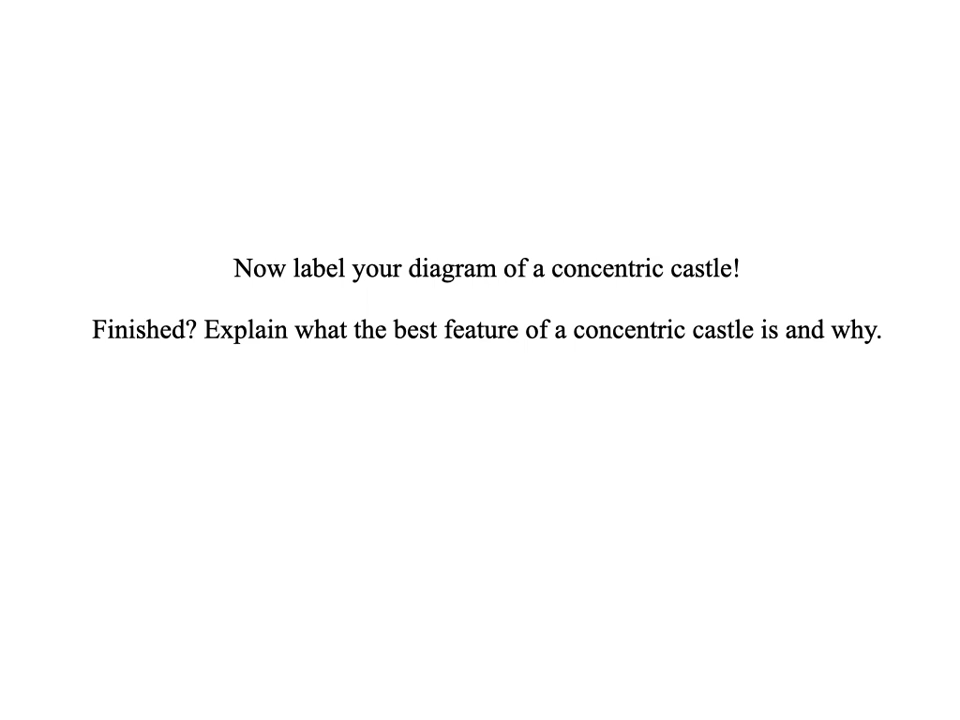 Now label your diagram of a concentric castle!
Finished? Explain what the best feature of a concentric castle is and why.